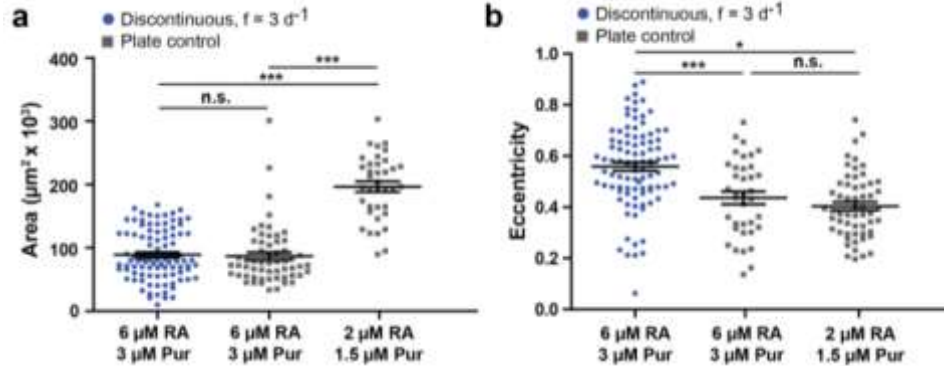 a
Discontinuous, f = 3 d⁻¹
Plate control
Area (µm² x 10³)
400
300
200
100
0
***
***
n.s.
6 µM RA
3 µM Pur
6 µM RA
3 µM Pur
2 µM RA
1.5 µM Pur
b
Discontinuous, f = 3 d⁻¹
Plate control
Eccentricity
1.0
0.8
0.6
0.4
0.2
0.0
*
***
n.s.
6 µM RA
3 µM Pur
6 µM RA
3 µM Pur
2 µM RA
1.5 µM Pur